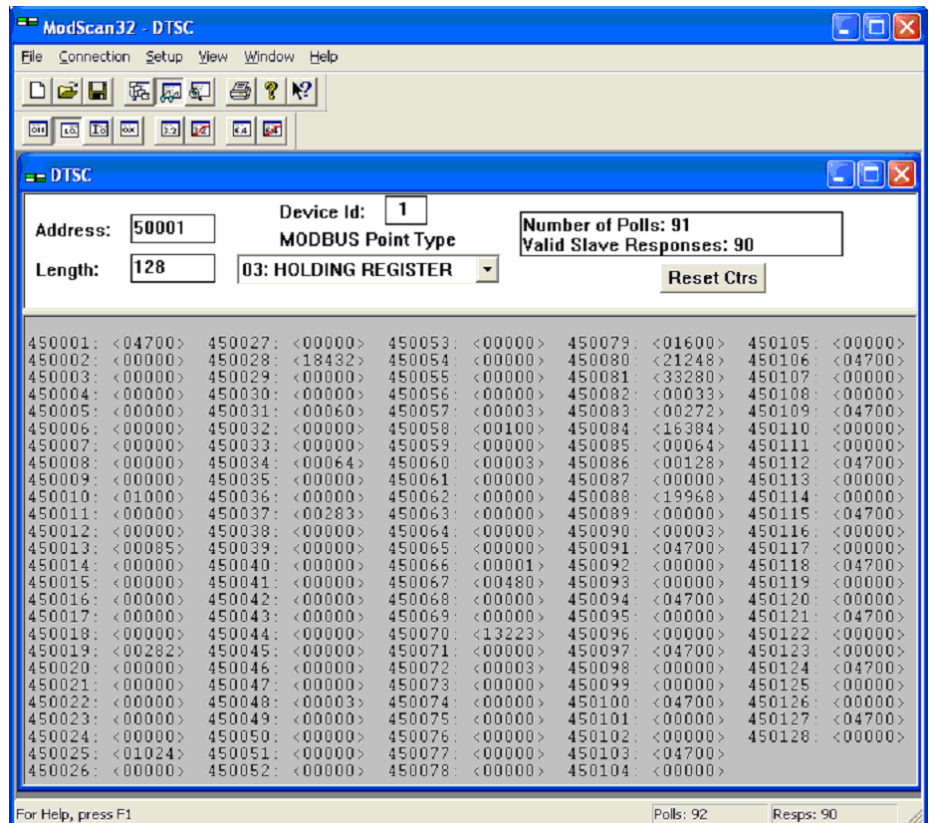 ModScan32 - DTSC
File Connection Setup View Window Help
DTSC
Address: 50001
Device Id: 1
MODBUS Point Type
Length: 128
03: HOLDING REGISTER
Number of Polls: 91
Valid Slave Responses: 90
Reset Ctrs
450001: <04700> 450027: <00000> 450053: <00000> 450079: <01600> 450105: <00000>
450002: <00000> 450028: <18432> 450054: <00000> 450080: <21248> 450106: <04700>
450003: <00000> 450029: <00000> 450055: <00000> 450081: <33280> 450107: <00000>
450004: <00000> 450030: <00000> 450056: <00000> 450082: <00033> 450108: <00000>
450005: <00000> 450031: <00060> 450057: <00003> 450083: <00272> 450109: <04700>
450006: <00000> 450032: <00000> 450058: <00100> 450084: <16384> 450110: <00000>
450007: <00000> 450033: <00000> 450059: <00000> 450085: <00064> 450111: <00000>
450008: <00000> 450034: <00064> 450060: <00003> 450086: <00128> 450112: <04700>
450009: <00000> 450035: <00000> 450061: <00000> 450087: <00000> 450113: <00000>
450010: <01000> 450036: <00000> 450062: <00000> 450088: <19968> 450114: <00000>
450011: <00000> 450037: <00283> 450063: <00000> 450089: <00000> 450115: <04700>
450012: <00000> 450038: <00000> 450064: <00000> 450090: <00003> 450116: <00000>
450013: <00085> 450039: <00000> 450065: <00000> 450091: <04700> 450117: <00000>
450014: <00000> 450040: <00000> 450066: <00001> 450092: <00000> 450118: <04700>
450015: <00000> 450041: <00000> 450067: <00480> 450093: <00000> 450119: <00000>
450016: <00000> 450042: <00000> 450068: <00000> 450094: <04700> 450120: <00000>
450017: <00000> 450043: <00000> 450069: <00000> 450095: <00000> 450121: <04700>
450018: <00000> 450044: <00000> 450070: <13223> 450096: <00000> 450122: <00000>
450019: <00282> 450045: <00000> 450071: <00000> 450097: <04700> 450123: <00000>
450020: <00000> 450046: <00000> 450072: <00003> 450098: <00000> 450124: <04700>
450021: <00000> 450047: <00000> 450073: <00000> 450099: <00000> 450125: <00000>
450022: <00000> 450048: <00003> 450074: <00000> 450100: <04700> 450126: <00000>
450023: <00000> 450049: <00000> 450075: <00000> 450101: <00000> 450127: <04700>
450024: <00000> 450050: <00000> 450076: <00000> 450102: <00000> 450128: <00000>
450025: <01024> 450051: <00000> 450077: <00000> 450103: <04700>
450026: <00000> 450052: <00000> 450078: <00000> 450104: <00000>
For Help, press F1
Polls: 92
Resps: 90